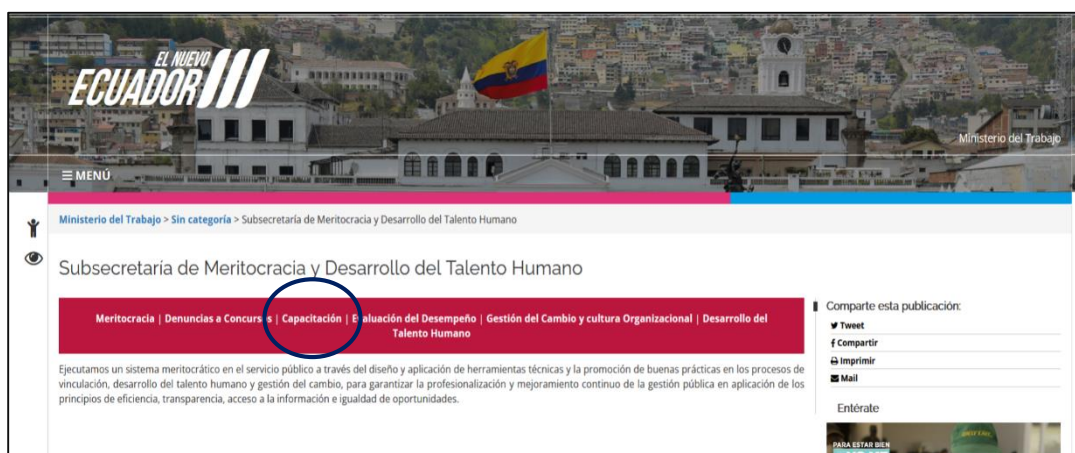 EL NUEVO
ECUADOR
Ministerio del Trabajo
MENÚ
Ministerio del Trabajo > Sin categoría > Subsecretaría de Meritocracia y Desarrollo del Talento Humano
Subsecretaría de Meritocracia y Desarrollo del Talento Humano
Meritocracia | Denuncias a Concursos | Capacitación | Evaluación del Desempeño | Gestión del Cambio y cultura Organizacional | Desarrollo del
Talento Humano
Ejecutamos un sistema meritocrático en el servicio público a través del diseño y aplicación de herramientas técnicas y la promoción de buenas prácticas en los procesos de
vinculación, desarrollo del talento humano y gestión del cambio, para garantizar la profesionalización y mejoramiento continuo de la gestión pública en aplicación de los
principios de eficiencia, transparencia, acceso a la información e igualdad de oportunidades.
Comparte esta publicación:
Tweet
Compartir
Imprimir
Mail
Entérate
PARA ESTAR BIEN